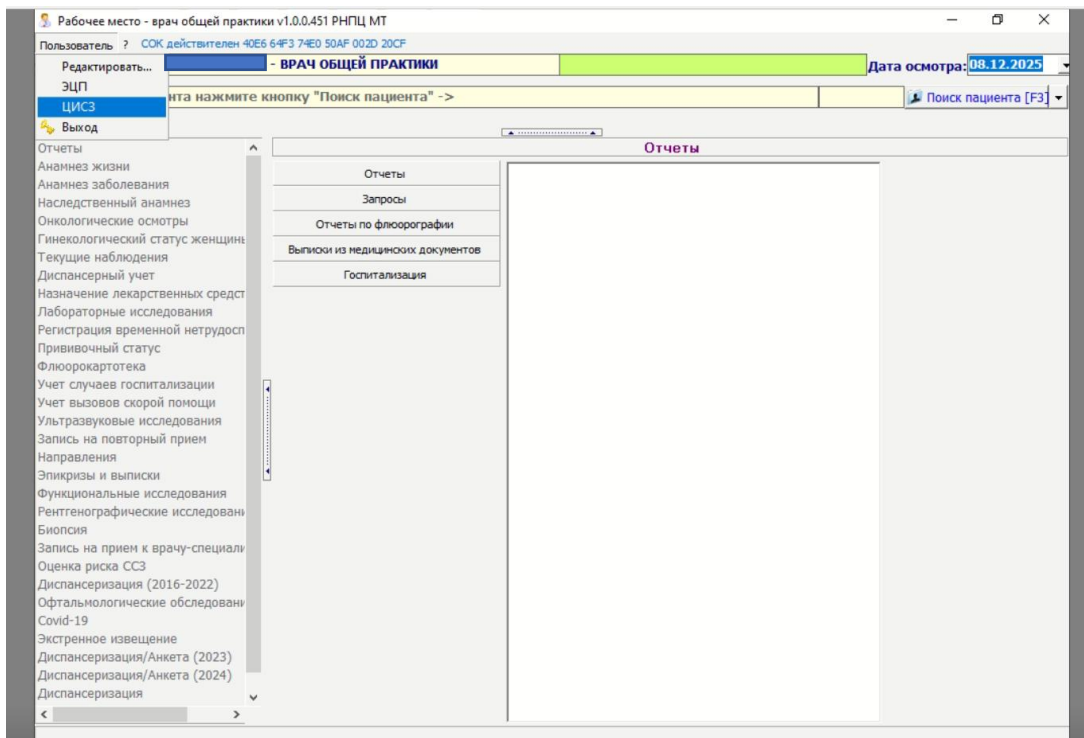 Рабочее место - врач общей практики v1.0.0.451 РНПЦ МТ
Пользователь ? СОК действителен 40E6 64F3 74E0 50AF 002D 20CF
Редактировать...
ЭЦП
ЦИСЗ
Выход
- ВРАЧ ОБЩЕЙ ПРАКТИКИ
Дата осмотра: 08.12.2025
нта нажмите кнопку "Поиск пациента" ->
Поиск пациента [F3]
Отчеты
Анамнез жизни
Анамнез заболевания
Наследственный анамнез
Онкологические осмотры
Гинекологический статус женщинь
Текущие наблюдения
Диспансерный учет
Назначение лекарственных средст
Лабораторные исследования
Регистрация временной нетрудосп
Прививочный статус
Флюорокартотека
Учет случаев госпитализации
Учет вызовов скорой помощи
Ультразвуковые исследования
Запись на повторный прием
Направления
Эпикризы и выписки
Функциональные исследования
Рентгенографические исследовани
Биопсия
Запись на прием к врачу-специали
Оценка риска ССЗ
Диспансеризация (2016-2022)
Офтальмологические обследовани
Covid-19
Экстренное извещение
Диспансеризация/Анкета (2023)
Диспансеризация/Анкета (2024)
Диспансеризация
Отчеты
Отчеты
Запросы
Отчеты по флюорографии
Выписки из медицинских документов
Госпитализация